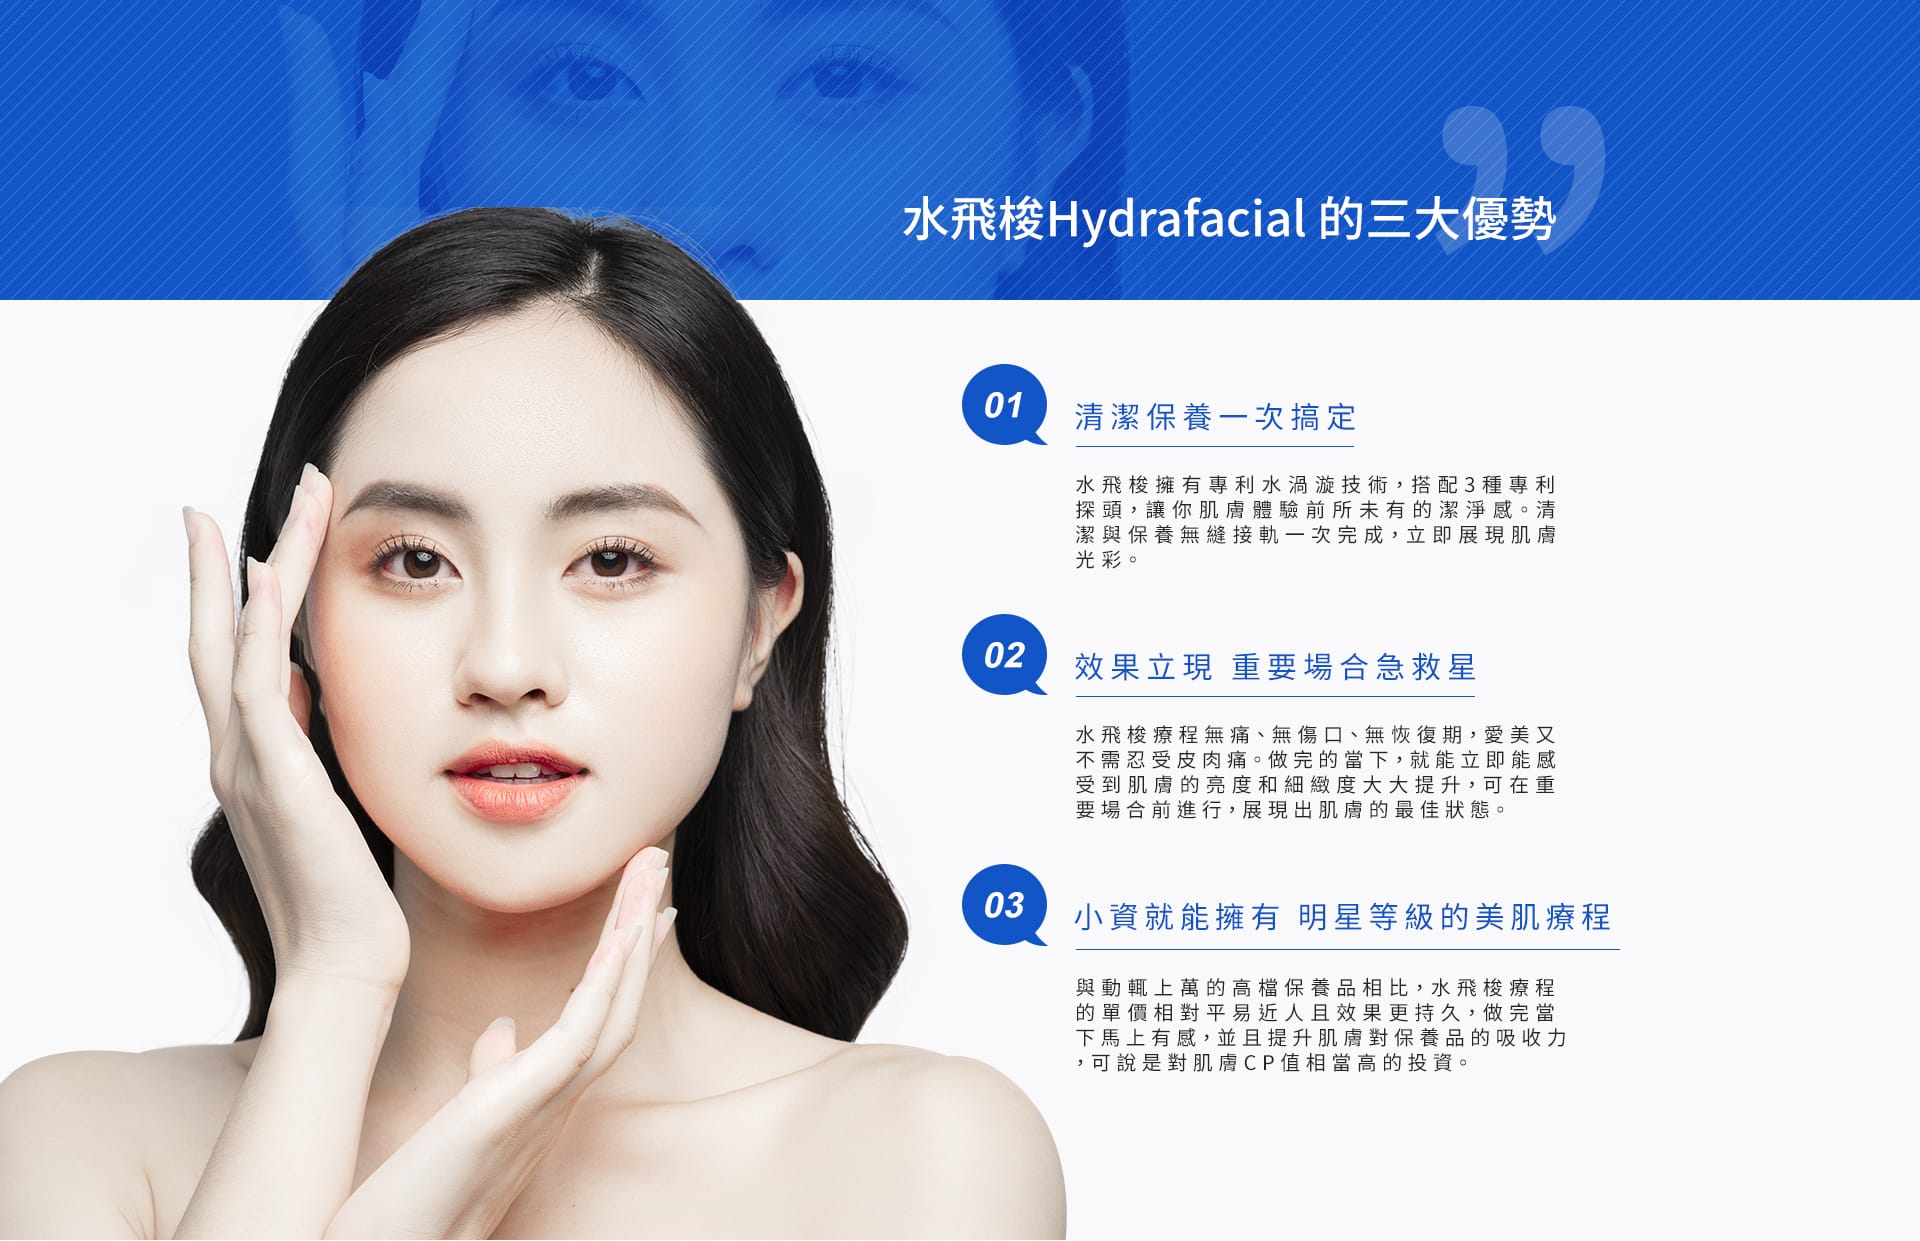 水飛梭Hydrafacial 的三大優勢
01
清潔保養一次搞定
水飛梭擁有專利水渦漩技術，搭配3種專利
探頭，讓你肌膚體驗前所未有的潔淨感。清
潔與保養無縫接軌一次完成，立即展現肌膚
光彩。
02
效果立現 重要場合急救星
水飛梭療程無痛、無傷口、無恢復期，愛美又
不需忍受皮肉痛。做完的當下，就能立即能感
受到肌膚的亮度和細緻度大大提升，可在重
要場合前進行，展現出肌膚的最佳狀態。
03
小資就能擁有 明星等級的美肌療程
與動輒上萬的高檔保養品相比，水飛梭療程
的單價相對平易近人且效果更持久，做完當
下馬上有感，並且提升肌膚對保養品的吸收力
，可說是對肌膚CP值相當高的投資。